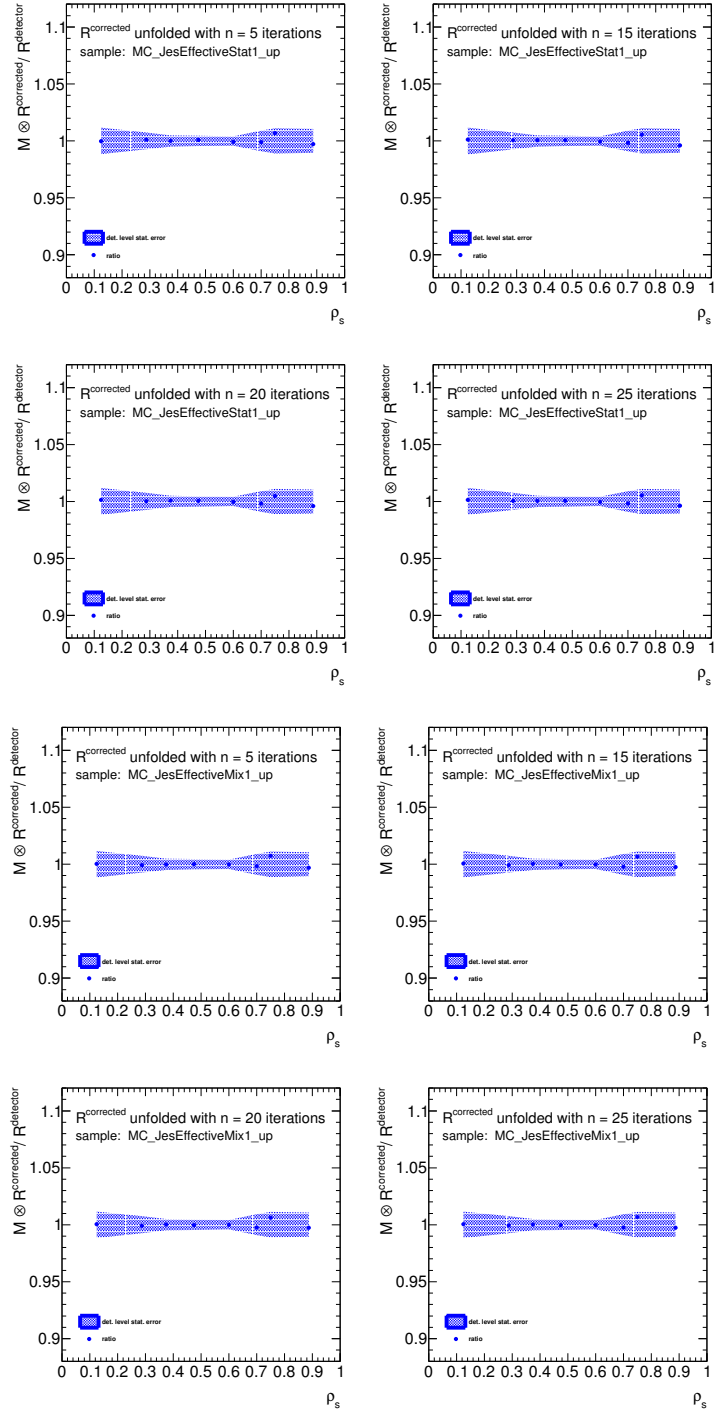 M ⊗ R^corrected / R^detector
R^corrected unfolded with n = 5 iterations
sample: MC_JesEffectiveStat1_up
1.1
1.05
1
0.95
0.9
det. level stat. error
ratio
0 0.1 0.2 0.3 0.4 0.5 0.6 0.7 0.8 0.9 1
ρ_s
M ⊗ R^corrected / R^detector
R^corrected unfolded with n = 15 iterations
sample: MC_JesEffectiveStat1_up
1.1
1.05
1
0.95
0.9
det. level stat. error
ratio
0 0.1 0.2 0.3 0.4 0.5 0.6 0.7 0.8 0.9 1
ρ_s
M ⊗ R^corrected / R^detector
R^corrected unfolded with n = 20 iterations
sample: MC_JesEffectiveStat1_up
1.1
1.05
1
0.95
0.9
det. level stat. error
ratio
0 0.1 0.2 0.3 0.4 0.5 0.6 0.7 0.8 0.9 1
ρ_s
M ⊗ R^corrected / R^detector
R^corrected unfolded with n = 25 iterations
sample: MC_JesEffectiveStat1_up
1.1
1.05
1
0.95
0.9
det. level stat. error
ratio
0 0.1 0.2 0.3 0.4 0.5 0.6 0.7 0.8 0.9 1
ρ_s
M ⊗ R^corrected / R^detector
R^corrected unfolded with n = 5 iterations
sample: MC_JesEffectiveMix1_up
1.1
1.05
1
0.95
0.9
det. level stat. error
ratio
0 0.1 0.2 0.3 0.4 0.5 0.6 0.7 0.8 0.9 1
ρ_s
M ⊗ R^corrected / R^detector
R^corrected unfolded with n = 15 iterations
sample: MC_JesEffectiveMix1_up
1.1
1.05
1
0.95
0.9
det. level stat. error
ratio
0 0.1 0.2 0.3 0.4 0.5 0.6 0.7 0.8 0.9 1
ρ_s
M ⊗ R^corrected / R^detector
R^corrected unfolded with n = 20 iterations
sample: MC_JesEffectiveMix1_up
1.1
1.05
1
0.95
0.9
det. level stat. error
ratio
0 0.1 0.2 0.3 0.4 0.5 0.6 0.7 0.8 0.9 1
ρ_s
M ⊗ R^corrected / R^detector
R^corrected unfolded with n = 25 iterations
sample: MC_JesEffectiveMix1_up
1.1
1.05
1
0.95
0.9
det. level stat. error
ratio
0 0.1 0.2 0.3 0.4 0.5 0.6 0.7 0.8 0.9 1
ρ_s